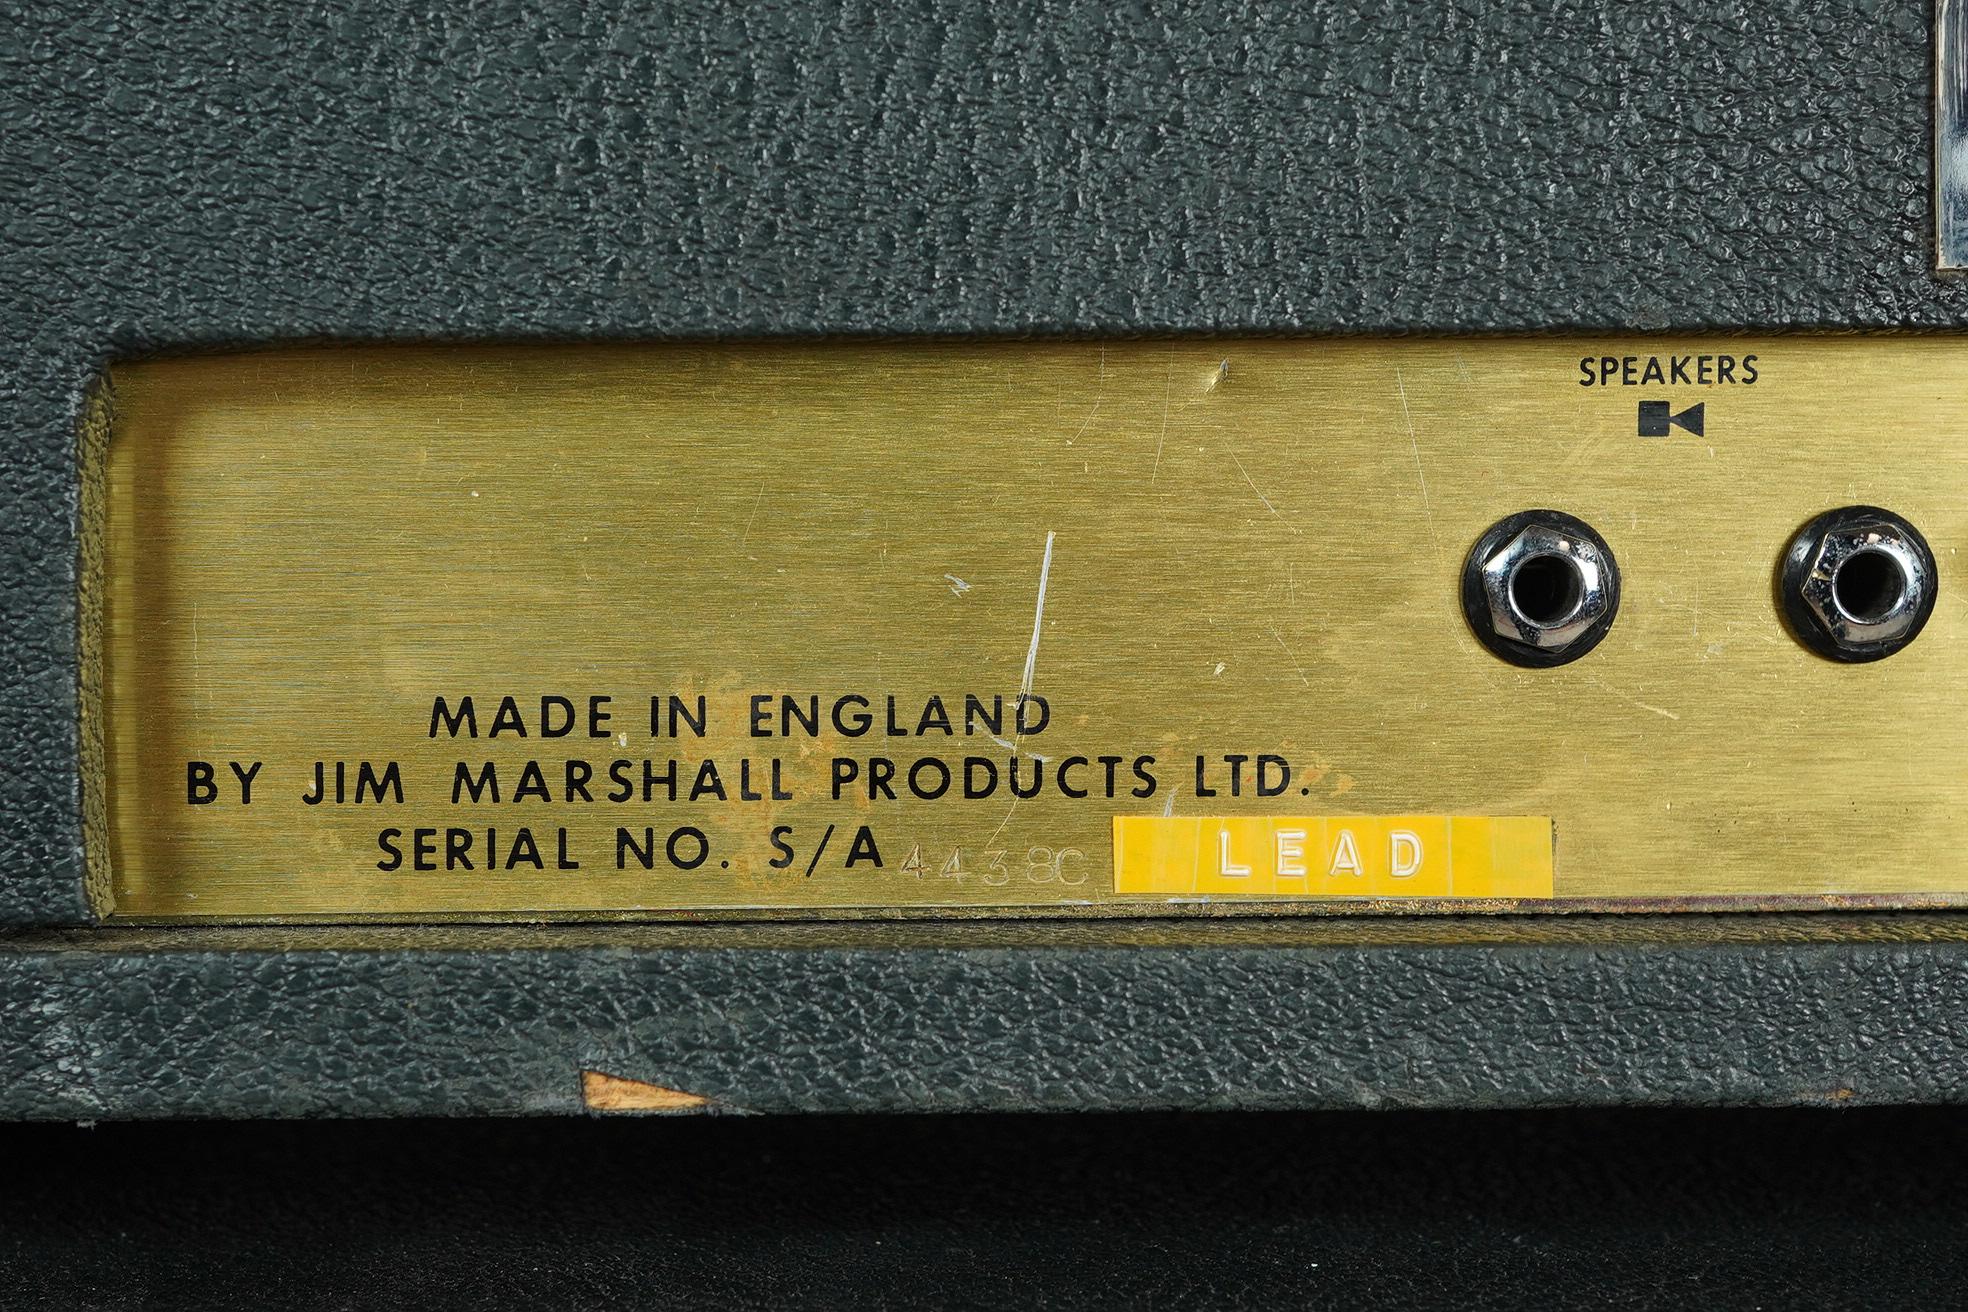 SPEAKERS
MADE IN ENGLAND
BY JIM MARSHALL PRODUCTS LTD.
SERIAL NO. S/A 4438C
LEAD